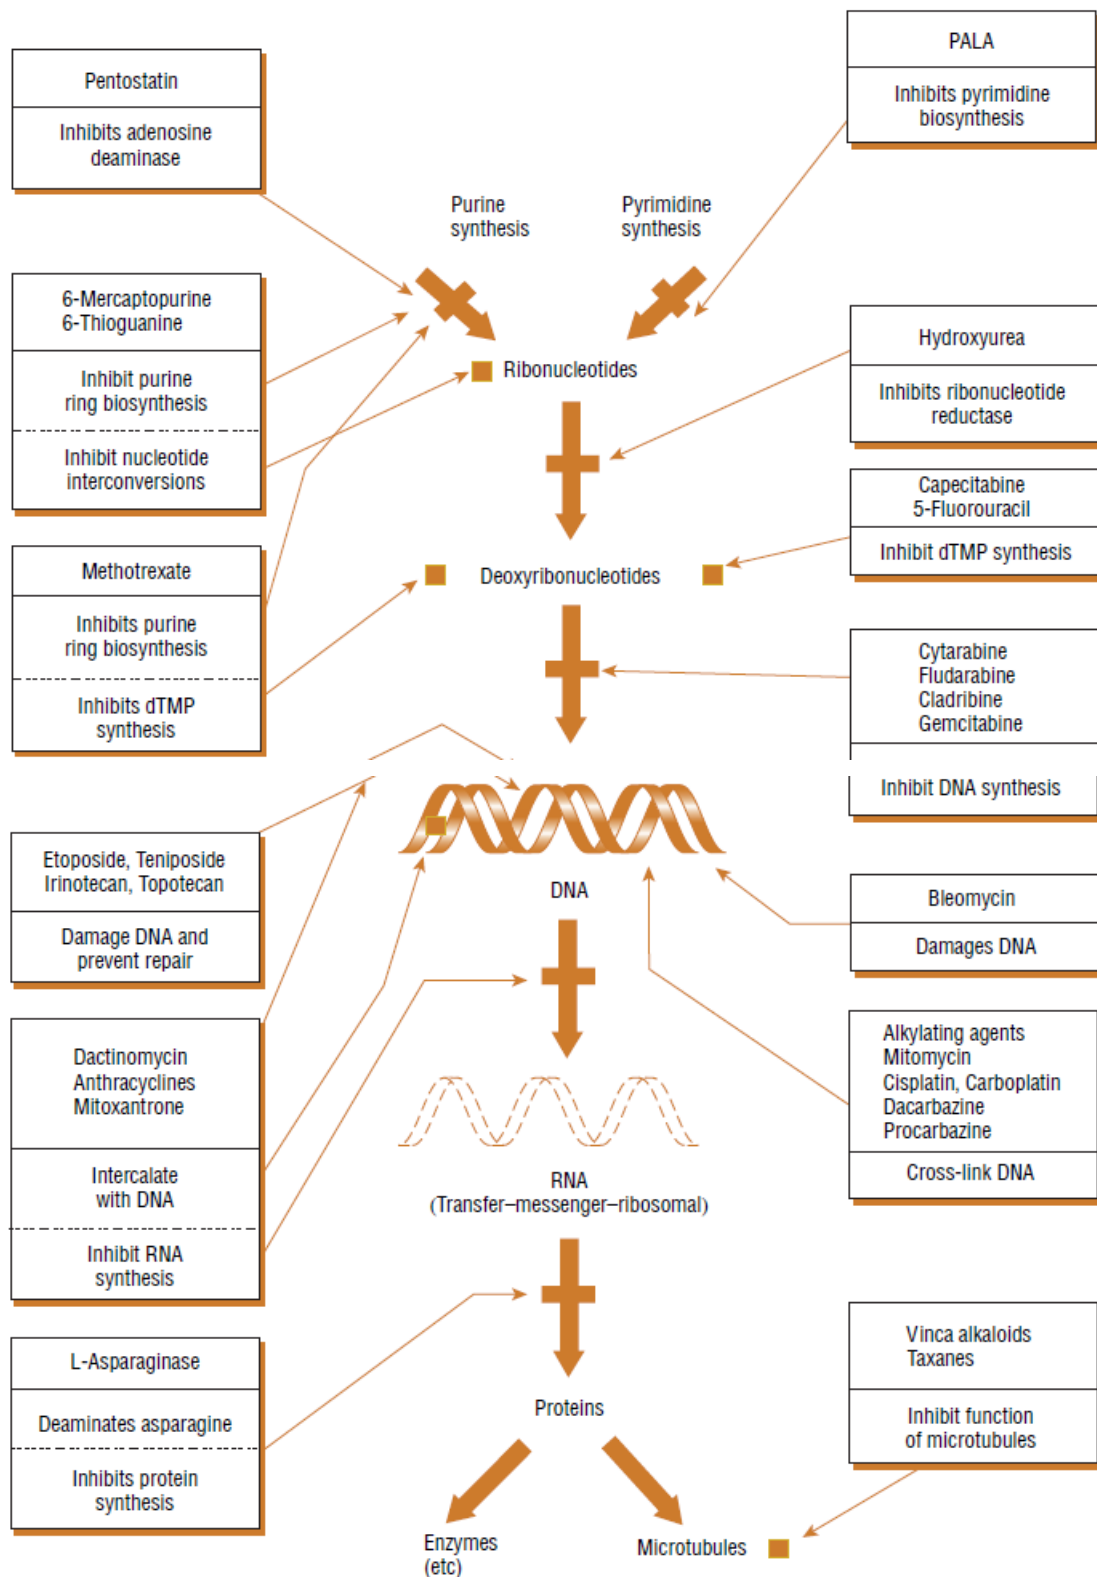 Pentostatin
Inhibits adenosine
deaminase
PALA
Inhibits pyrimidine
biosynthesis
Purine
synthesis
Pyrimidine
synthesis
6-Mercaptopurine
6-Thioguanine
Inhibit purine
ring biosynthesis
Inhibit nucleotide
interconversions
Ribonucleotides
Hydroxyurea
Inhibits ribonucleotide
reductase
Capecitabine
5-Fluorouracil
Inhibit dTMP synthesis
Methotrexate
Inhibits purine
ring biosynthesis
Inhibits dTMP
synthesis
Deoxyribonucleotides
Cytarabine
Fludarabine
Cladribine
Gemcitabine
Inhibit DNA synthesis
Etoposide, Teniposide
Irinotecan, Topotecan
Damage DNA and
prevent repair
DNA
Bleomycin
Damages DNA
Dactinomycin
Anthracyclines
Mitoxantrone
Intercalate
with DNA
Inhibit RNA
synthesis
Alkylating agents
Mitomycin
Cisplatin, Carboplatin
Dacarbazine
Procarbazine
Cross-link DNA
RNA
(Transfer–messenger–ribosomal)
L-Asparaginase
Deaminates asparagine
Inhibits protein
synthesis
Proteins
Vinca alkaloids
Taxanes
Inhibit function
of microtubules
Enzymes
(etc)
Microtubules